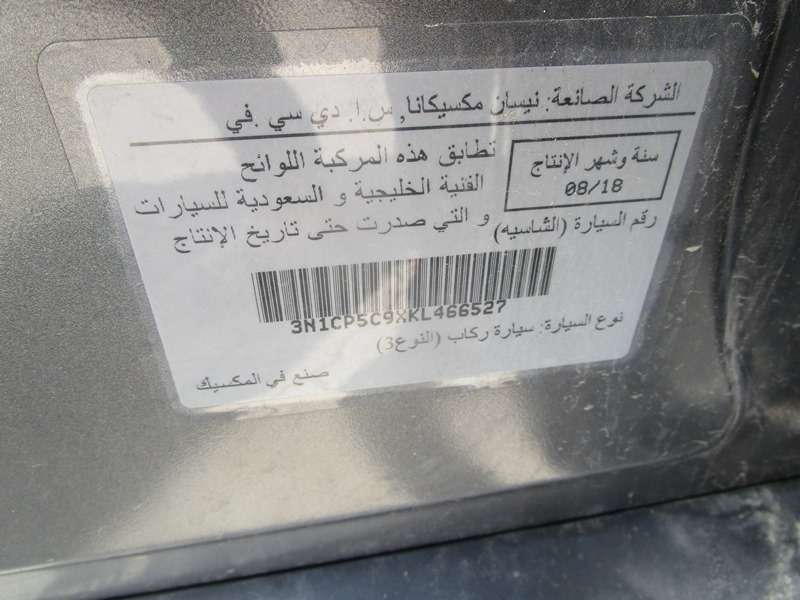 الشركة الصانعة: نيسان مكسيكانا, س.ا. دي سي .في
سنة وشهر الإنتاج
08/18
تطابق هذه المركبة اللوائح
الفنية الخليجية و السعودية للسيارات
و التي صدرت حتى تاريخ الإنتاج
رقم السيارة (الشاسيه)
3N1CP5C9XKL466527
نوع السيارة: سيارة ركاب (النوع3)
صنع في المكسيك